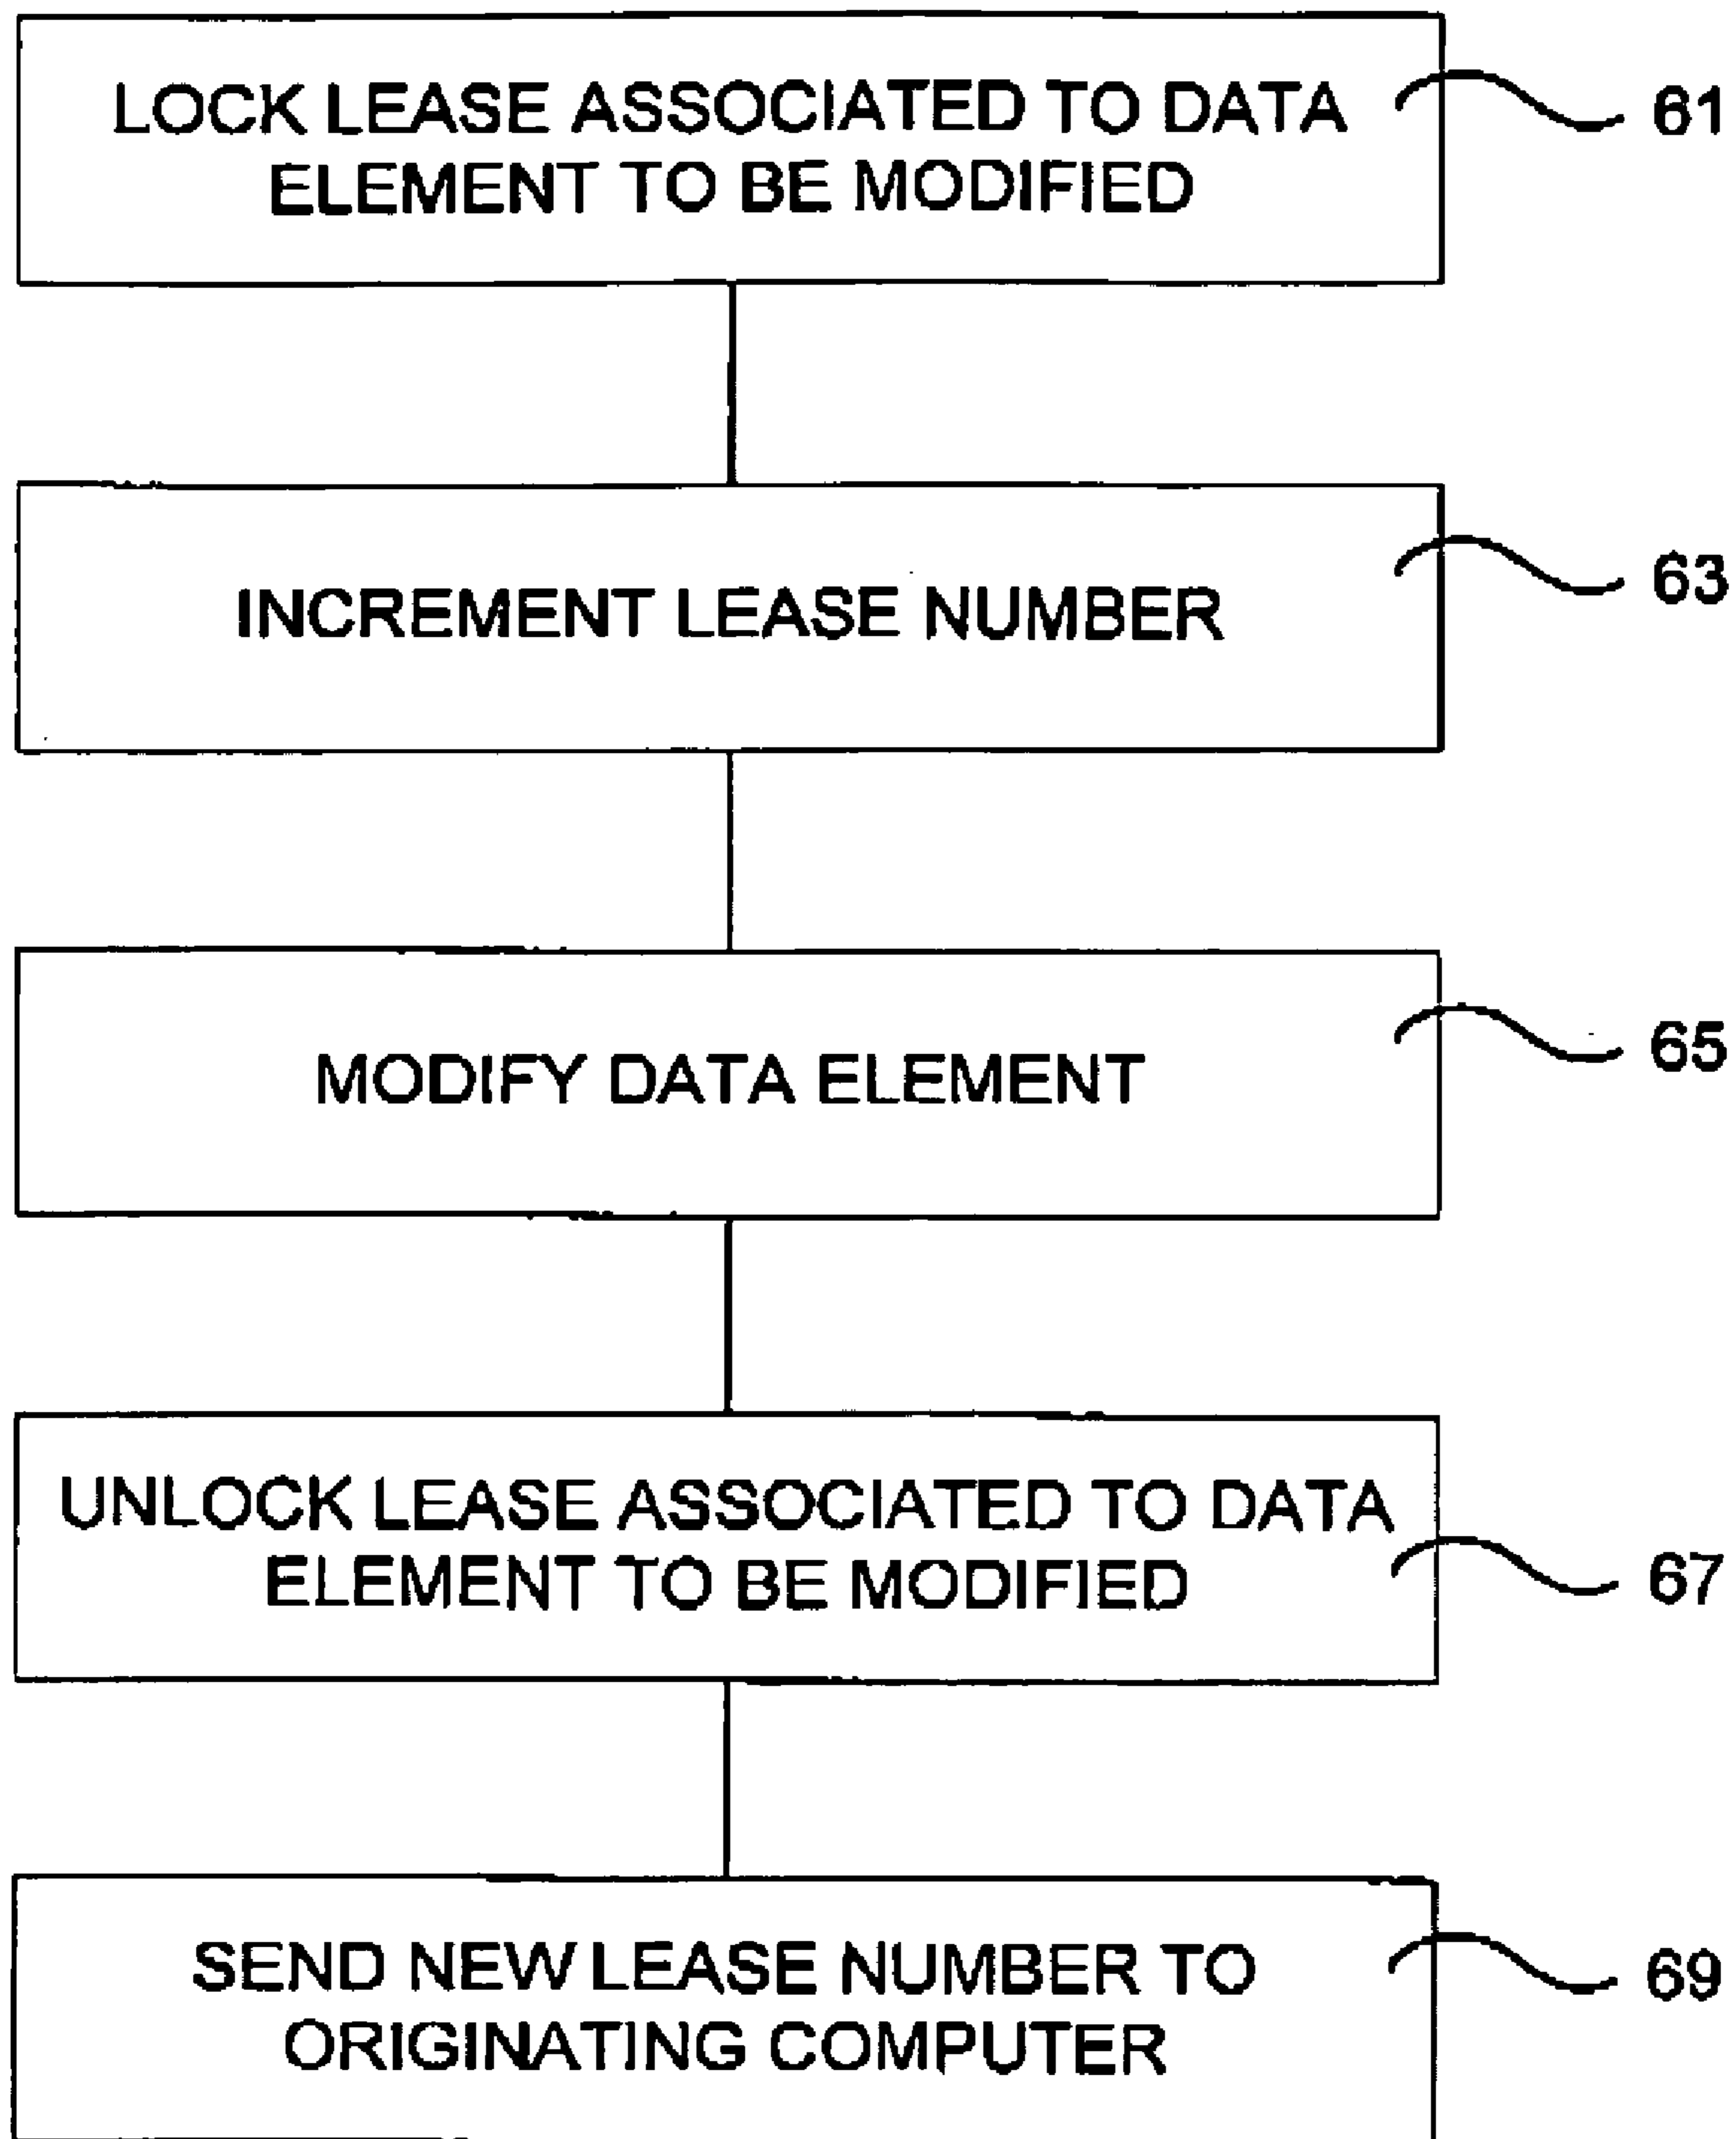 LOCK LEASE ASSOCIATED TO DATA
ELEMENT TO BE MODIFIED
61
INCREMENT LEASE NUMBER
63
MODIFY DATA ELEMENT
65
UNLOCK LEASE ASSOCIATED TO DATA
ELEMENT TO BE MODIFIED
67
SEND NEW LEASE NUMBER TO
ORIGINATING COMPUTER
69